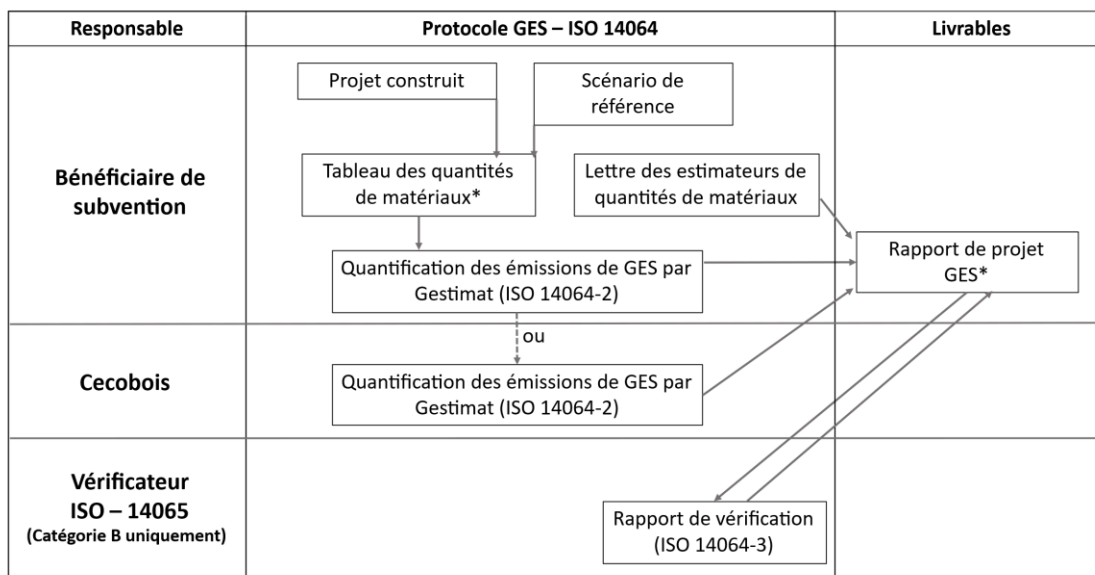 Responsable
Protocole GES – ISO 14064
Livrables
Bénéficiaire de
subvention
Projet construit
Scénario de
référence
Tableau des quantités
de matériaux*
Lettre des estimateurs de
quantités de matériaux
Quantification des émissions de GES par
Gestimat (ISO 14064-2)
Rapport de projet
GES*
ou
Cecobois
Quantification des émissions de GES par
Gestimat (ISO 14064-2)
Vérificateur
ISO – 14065
(Catégorie B uniquement)
Rapport de vérification
(ISO 14064-3)